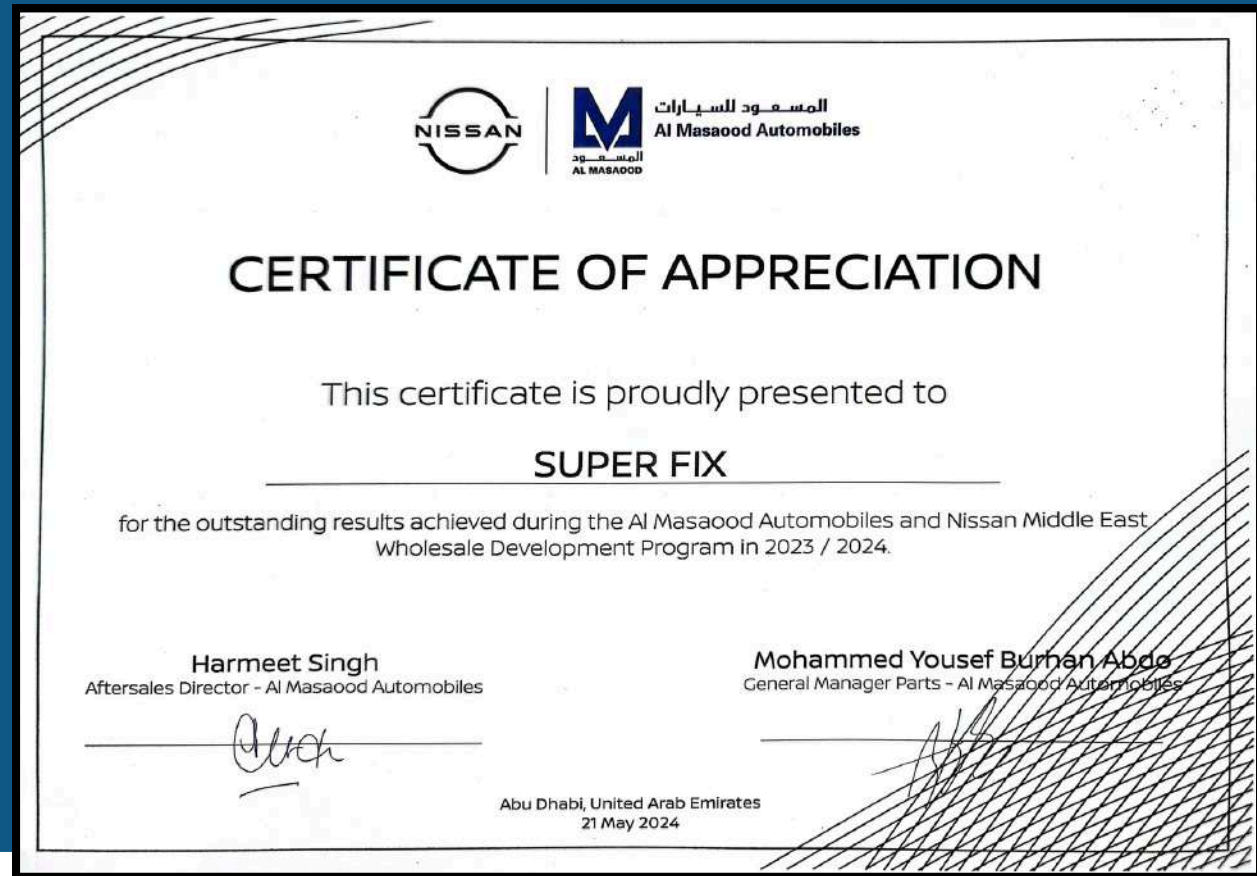 NISSAN
المسعود للسيارات
Al Masaood Automobiles
المسعود
AL MASAOOD
CERTIFICATE OF APPRECIATION
This certificate is proudly presented to
SUPER FIX
for the outstanding results achieved during the Al Masaood Automobiles and Nissan Middle East
Wholesale Development Program in 2023 / 2024.
Harmeet Singh
Aftersales Director - Al Masaood Automobiles
Mohammed Yousef Burhan Abdo
General Manager Parts - Al Masaood Automobiles
Abu Dhabi, United Arab Emirates
21 May 2024